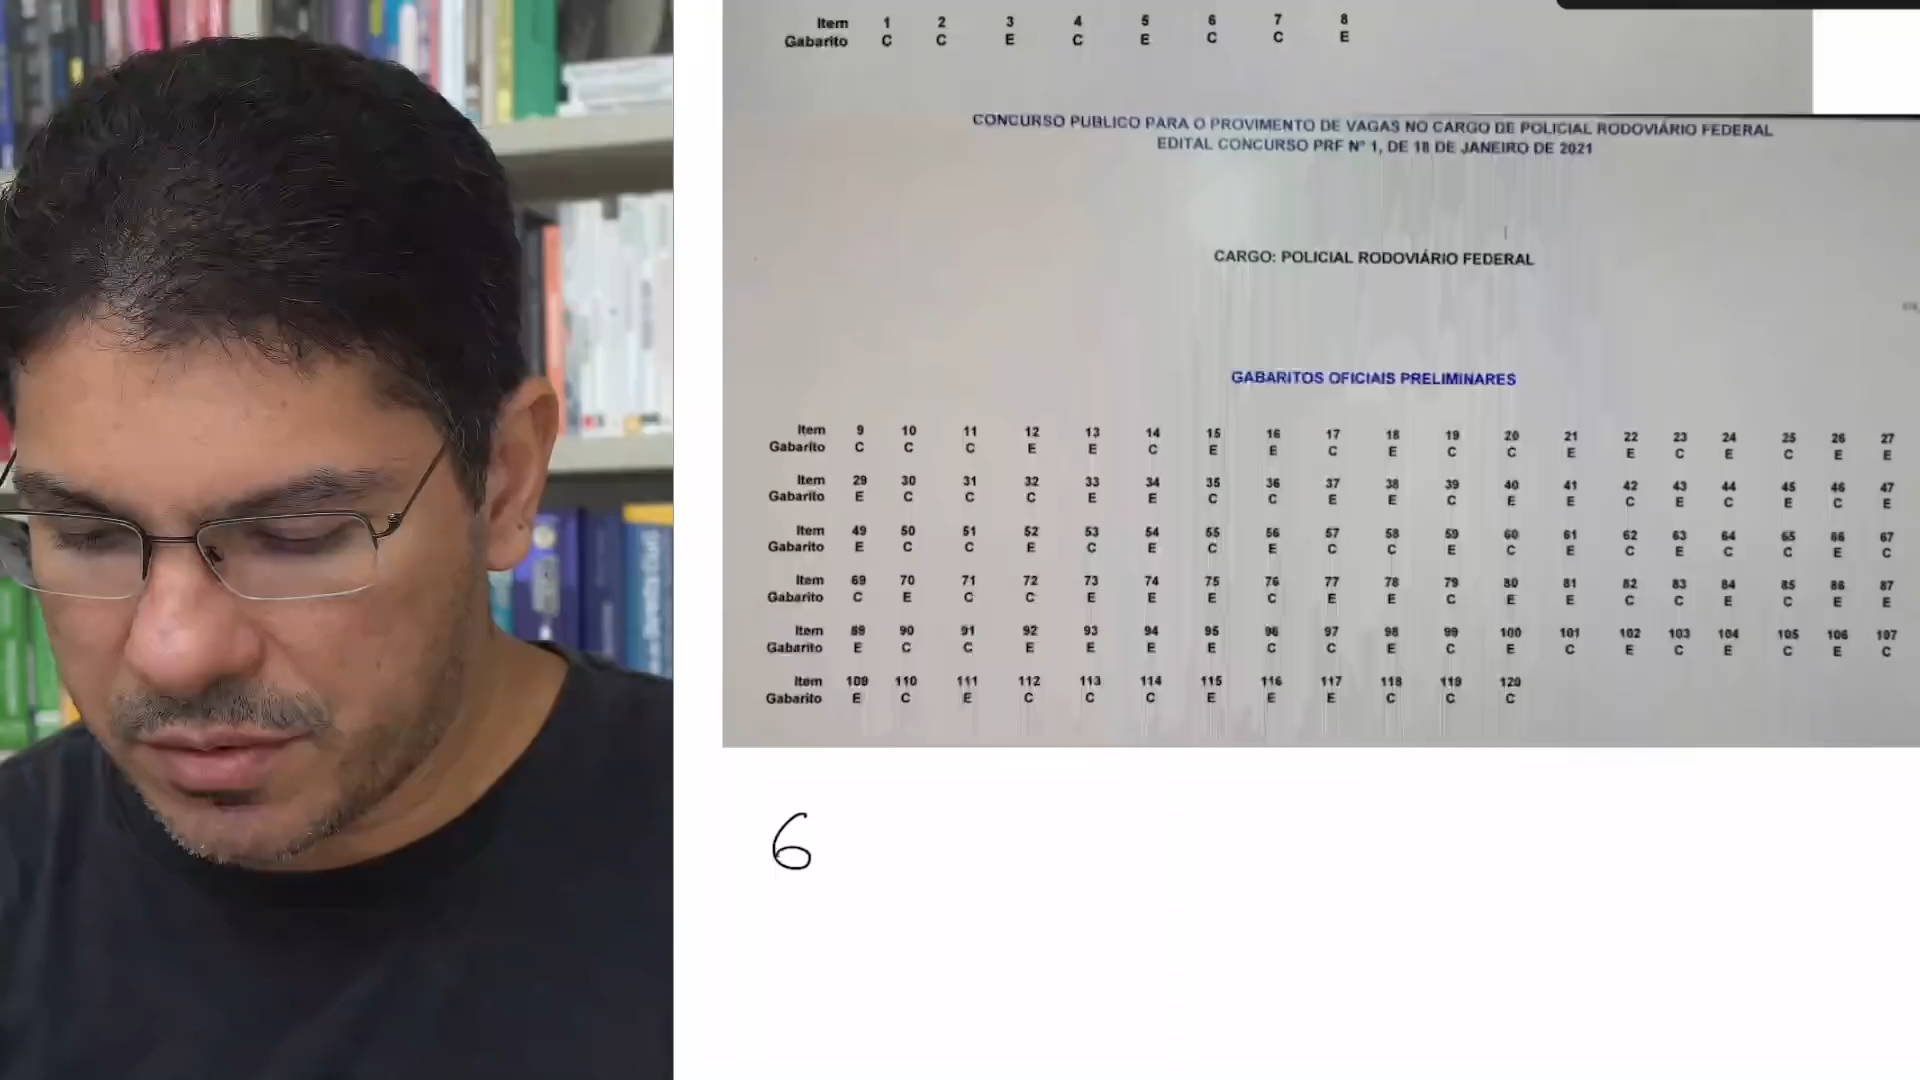 Item 1 2 3 4 5 6 7 8
Gabarito C C E C E C C E
CONCURSO PUBLICO PARA O PROVIMENTO DE VAGAS NO CARGO DE POLICIAL RODOVIÁRIO FEDERAL
EDITAL CONCURSO PRF Nº 1, DE 18 DE JANEIRO DE 2021
CARGO: POLICIAL RODOVIÁRIO FEDERAL
GABARITOS OFICIAIS PRELIMINARES
Item 9 10 11 12 13 14 15 16 17 18 19 20 21 22 23 24 25 26 27
Gabarito C C C E E C E E C E C C E E C E C E E
Item 29 30 31 32 33 34 35 36 37 38 39 40 41 42 43 44 45 46 47
Gabarito E C C C E E C C E E C E E C E C E C E
Item 49 50 51 52 53 54 55 56 57 58 59 60 61 62 63 64 65 66 67
Gabarito E C C E C E C E C C E C E C E C C E C
Item 69 70 71 72 73 74 75 76 77 78 79 80 81 82 83 84 85 86 87
Gabarito C E C C E E E C E E C E E C C E C E E
Item 89 90 91 92 93 94 95 96 97 98 99 100 101 102 103 104 105 106 107
Gabarito E C C E E E E C C E C E C E C E C E C
Item 109 110 111 112 113 114 115 116 117 118 119 120
Gabarito E C E C C C E E E C C C
6